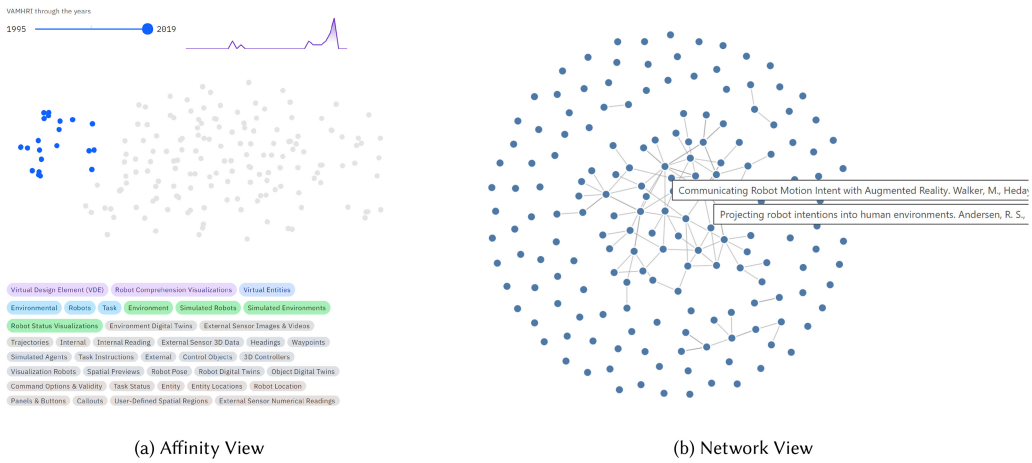 VAMHRI through the years
1995
2019
Virtual Design Element (VDE) Robot Comprehension Visualizations Virtual Entities
Environmental Robots Task Environment Simulated Robots Simulated Environments
Robot Status Visualizations Environment Digital Twins External Sensor Images & Videos
Trajectories Internal Internal Reading External Sensor 3D Data Headings Waypoints
Simulated Agents Task Instructions External Control Objects 3D Controllers
Visualization Robots Spatial Previews Robot Pose Robot Digital Twins Object Digital Twins
Command Options & Validity Task Status Entity Entity Locations Robot Location
Panels & Buttons Callouts User-Defined Spatial Regions External Sensor Numerical Readings
(a) Affinity View
Communicating Robot Motion Intent with Augmented Reality. Walker, M., Heday
Projecting robot intentions into human environments. Andersen, R. S.,
(b) Network View